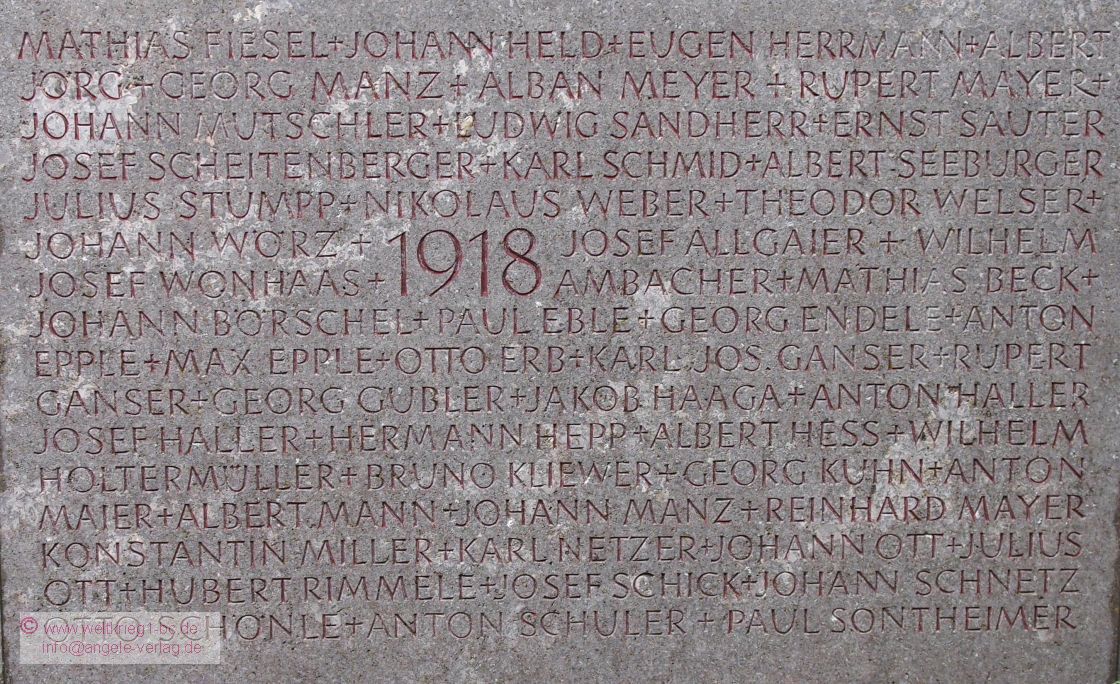 MATHIAS FIESEL+JOHANN HELD+EUGEN HERRMANN+ALBERT
JÖRG+GEORG MANZ+ALBAN MEYER+RUPERT MAYER+
JOHANN MUTSCHLER+LUDWIG SANDHERR+ERNST SAUTER
JOSEF SCHEITENBERGER+KARL SCHMID+ALBERT SEEBURGER
JULIUS STUMPP+NIKOLAUS WEBER+THEODOR WELSER+
JOHANN WÖRZ+ 1918 JOSEF ALLGAIER+WILHELM
JOSEF WONHAAS+ AMBACHER+MATHIAS BECK+
JOHANN BÖRSCHEL+PAUL EBLE+GEORG ENDELE+ANTON
EPPLE+MAX EPPLE+OTTO ERB+KARL JOS. GANSER+RUPERT
GANSER+GEORG GUBLER+JAKOB HAAGA+ANTON HALLER
JOSEF HALLER+HERMANN HEPP+ALBERT HESS+WILHELM
HOLTERMÜLLER+BRUNO KLIEWER+GEORG KUHN+ANTON
MAIER+ALBERT MANN+JOHANN MANZ+REINHARD MAYER
KONSTANTIN MILLER+KARL NETZER+JOHANN OTT+JULIUS
OTT+HUBERT RIMMELE+JOSEF SCHICK+JOHANN SCHNETZ
SCHÖNLE+ANTON SCHULER+PAUL SONTHEIMER
© www.weltkrieg1-bs.de
info@angele-verlag.de